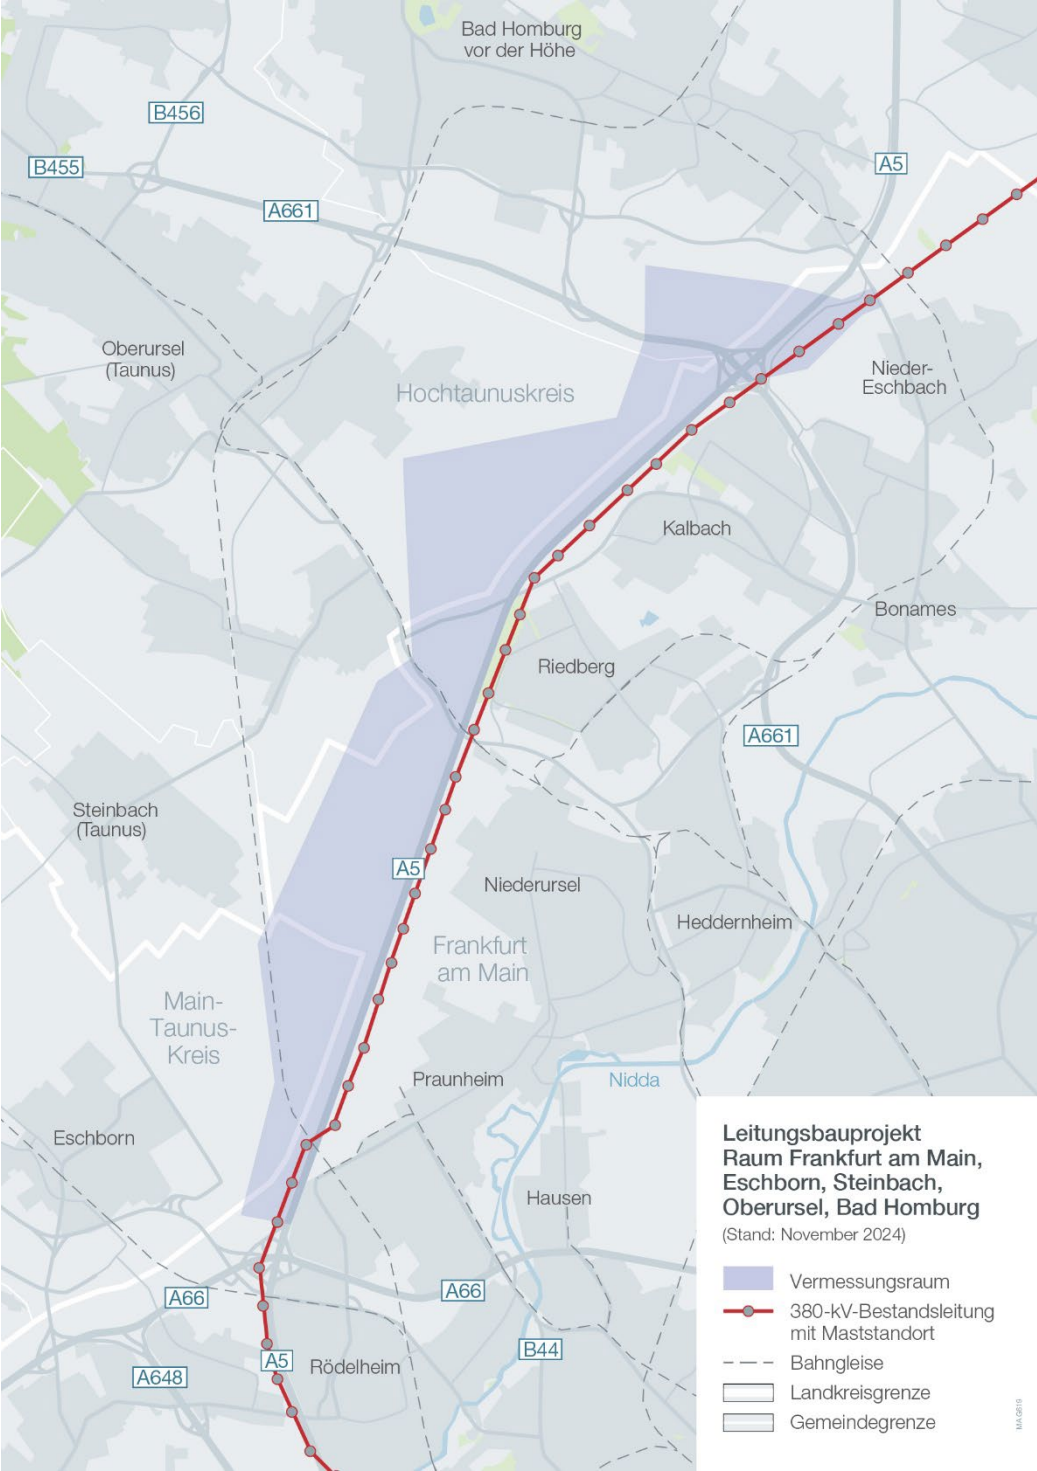 Bad Homburg
vor der Höhe
B456
B455
A5
A661
Oberursel
(Taunus)
Nieder-
Eschbach
Hochtaunuskreis
Kalbach
Bonames
Riedberg
A661
Steinbach
(Taunus)
A5
Niederursel
Heddernheim
Frankfurt
am Main
Main-
Taunus-
Kreis
Praunheim
Nidda
Eschborn
Hausen
A66
A66
B44
A5
Rödelheim
A648
Leitungsbauprojekt
Raum Frankfurt am Main,
Eschborn, Steinbach,
Oberursel, Bad Homburg
(Stand: November 2024)
Vermessungsraum
380-kV-Bestandsleitung
mit Maststandort
Bahngleise
Landkreisgrenze
Gemeindegrenze